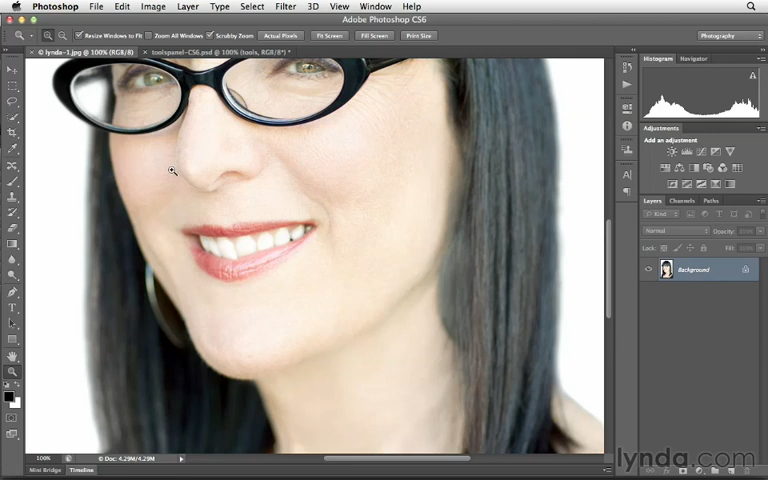 Photoshop File Edit Image Layer Type Select Filter 3D View Window Help
Adobe Photoshop CS6
Resize Windows to Fit Zoom All Windows Scrubby Zoom Actual Pixels Fit Screen Fill Screen Print Size Photography
lynda-1.jpg @ 100% (RGB/8) toolspanel-CS6.psd @ 100% (tools, RGB/8*) *
Histogram Navigator
Adjustments
Add an adjustment
Layers Channels Paths
Kind
Normal Opacity:
Lock: Fill:
Background
100% Doc: 4.29M/4.29M
Mini Bridge Timeline
lynda.com